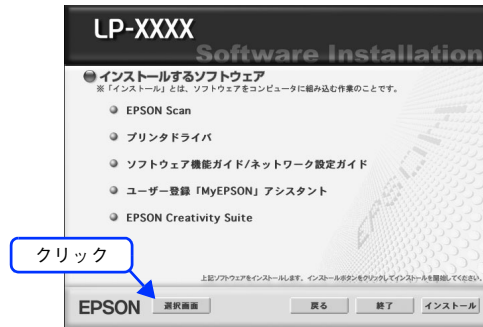 LP-XXXX
Software Installation
インストールするソフトウェア
※「インストール」とは、ソフトウェアをコンピュータに組み込む作業のことです。
EPSON Scan
プリンタドライバ
ソフトウェア機能ガイド/ネットワーク設定ガイド
ユーザー登録「MyEPSON」アシスタント
EPSON Creativity Suite
EPSON
クリック
上記ソフトウェアをインストールします。インストールボタンをクリックしてインストールを開始してください。
EPSON 選択画面 戻る 終了 インストール